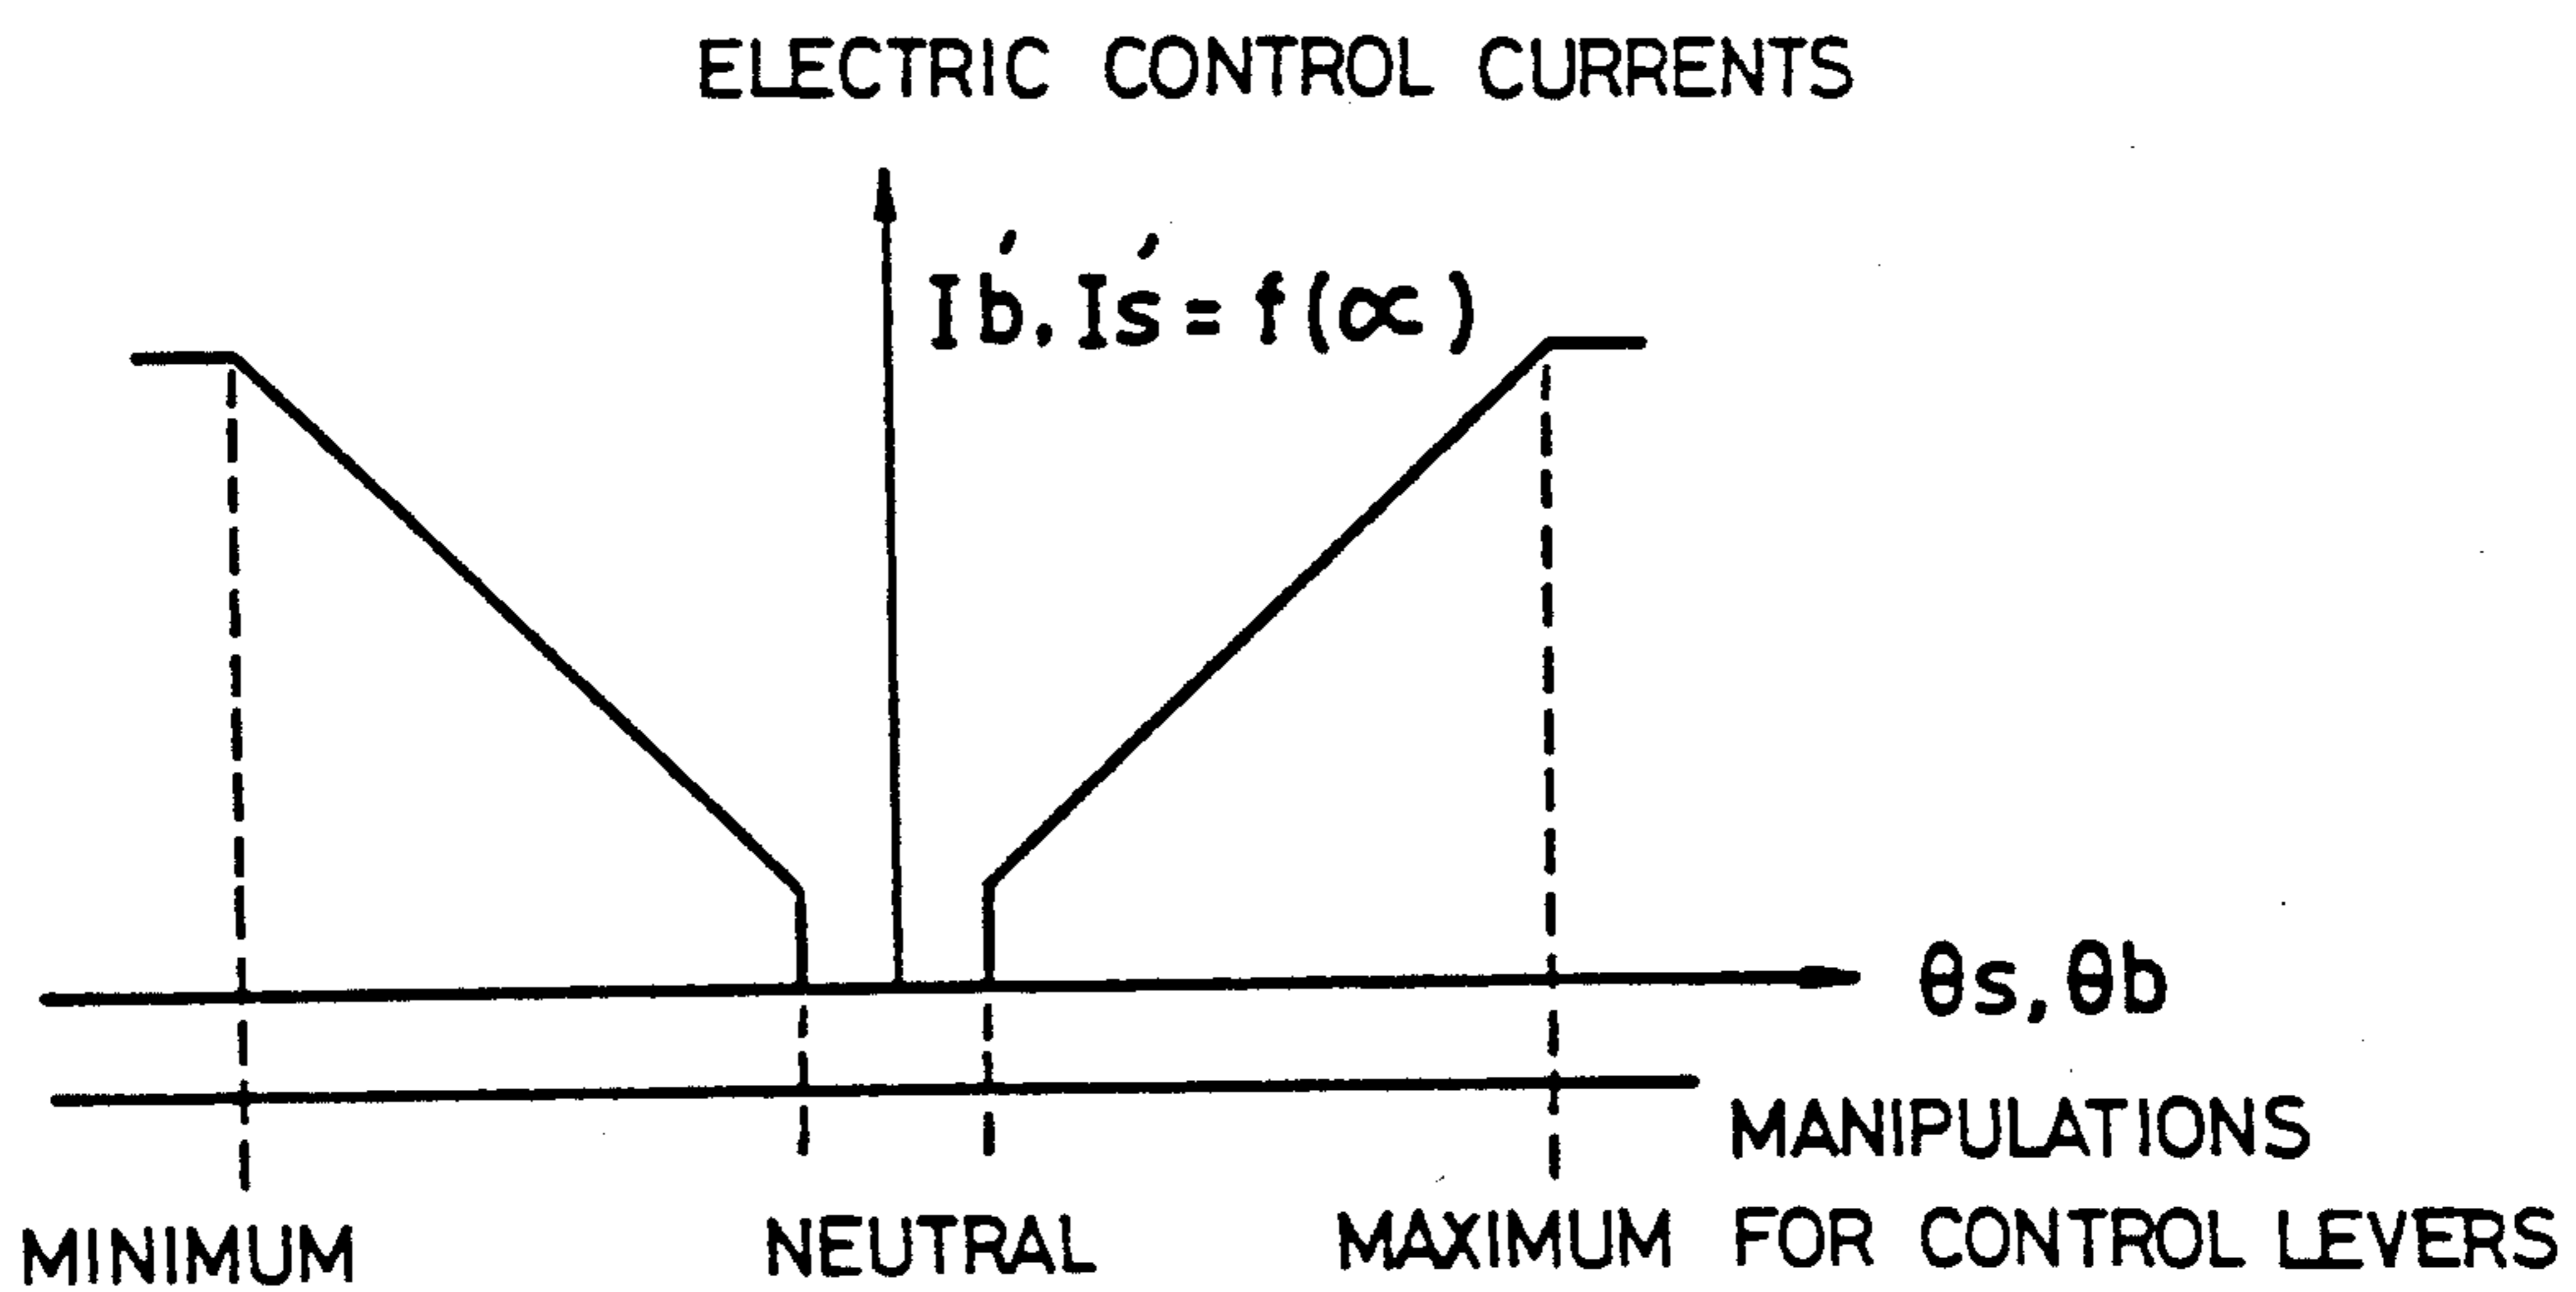 ELECTRIC CONTROL CURRENTS
Ib', Is' = f(∝)
θs, θb
MANIPULATIONS
MINIMUM NEUTRAL MAXIMUM FOR CONTROL LEVERS